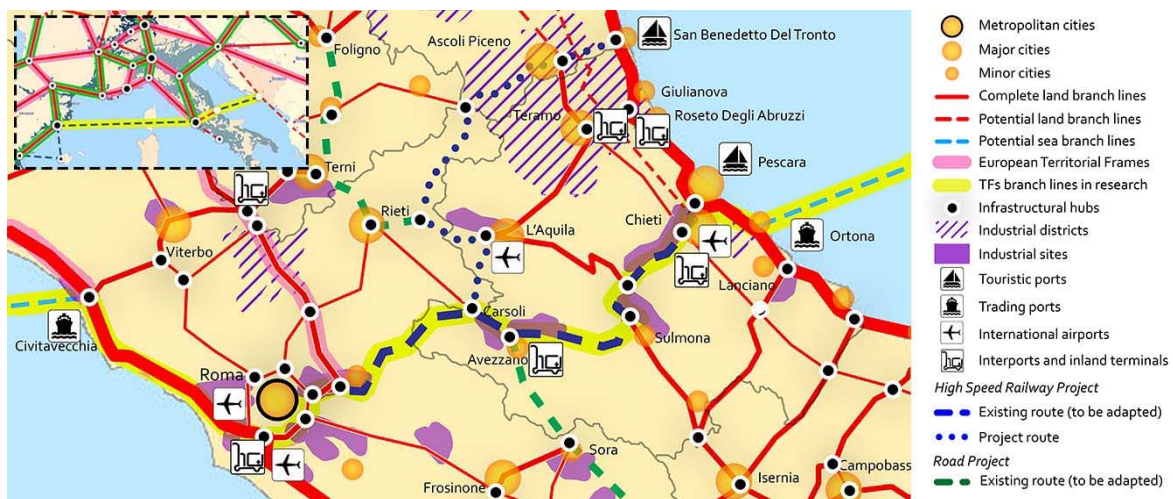 Foligno
Ascoli Piceno
San Benedetto Del Tronto
Giulianova
Teramo
Roseto Degli Abruzzi
Pescara
Terni
Rieti
Chieti
L'Aquila
Ortona
Viterbo
Lanciano
Carsoli
Civitavecchia
Avezzano
Sulmona
Roma
Sora
Frosinone
Isernia
Campobass
Metropolitan cities
Major cities
Minor cities
Complete land branch lines
Potential land branch lines
Potential sea branch lines
European Territorial Frames
TFs branch lines in research
Infrastructural hubs
Industrial districts
Industrial sites
Touristic ports
Trading ports
International airports
Interports and inland terminals
High Speed Railway Project
Existing route (to be adapted)
Project route
Road Project
Existing route (to be adapted)